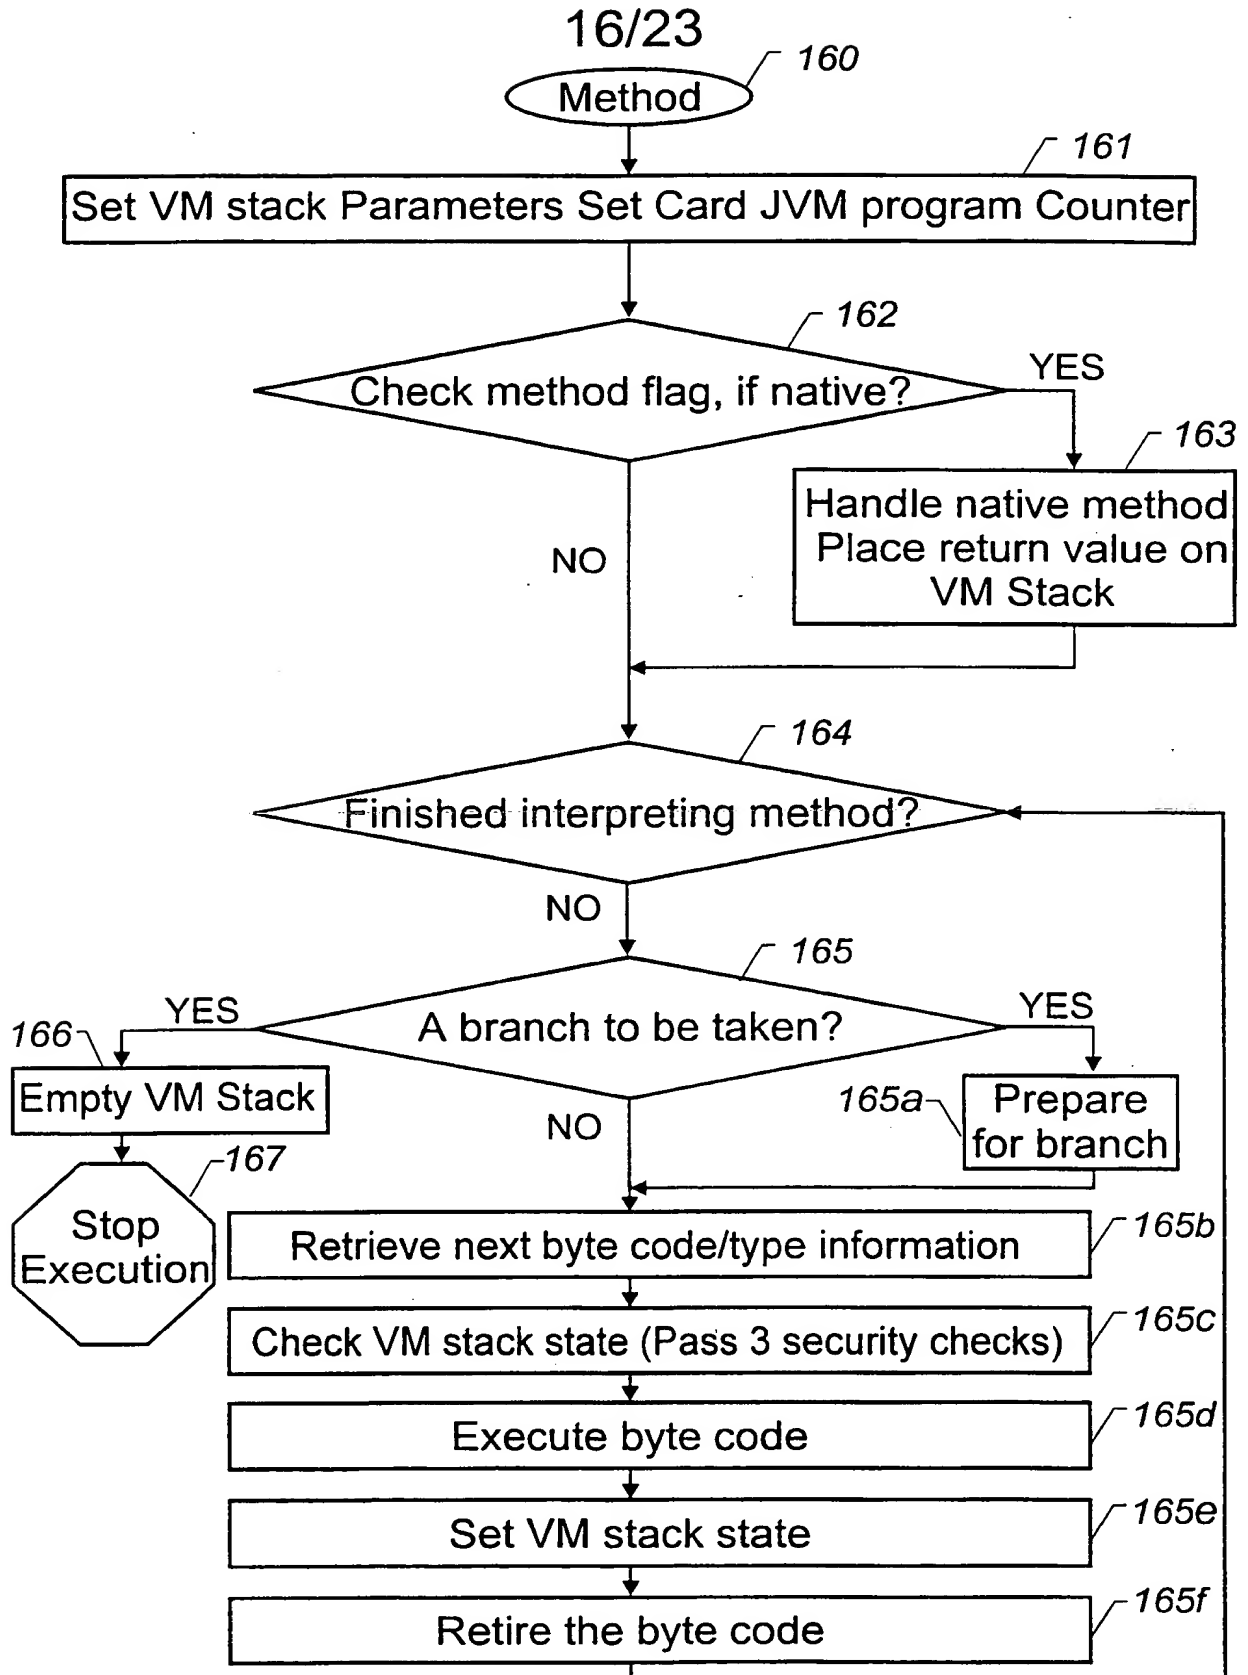 16/23
160
Method
161
Set VM stack Parameters Set Card JVM program Counter
162
Check method flag, if native?
YES
163
Handle native method
Place return value on
VM Stack
NO
164
Finished interpreting method?
NO
165
A branch to be taken?
YES
YES
166
Empty VM Stack
165a
Prepare
for branch
NO
167
Stop
Execution
Retrieve next byte code/type information
165b
Check VM stack state (Pass 3 security checks)
165c
Execute byte code
165d
Set VM stack state
165e
Retire the byte code
165f